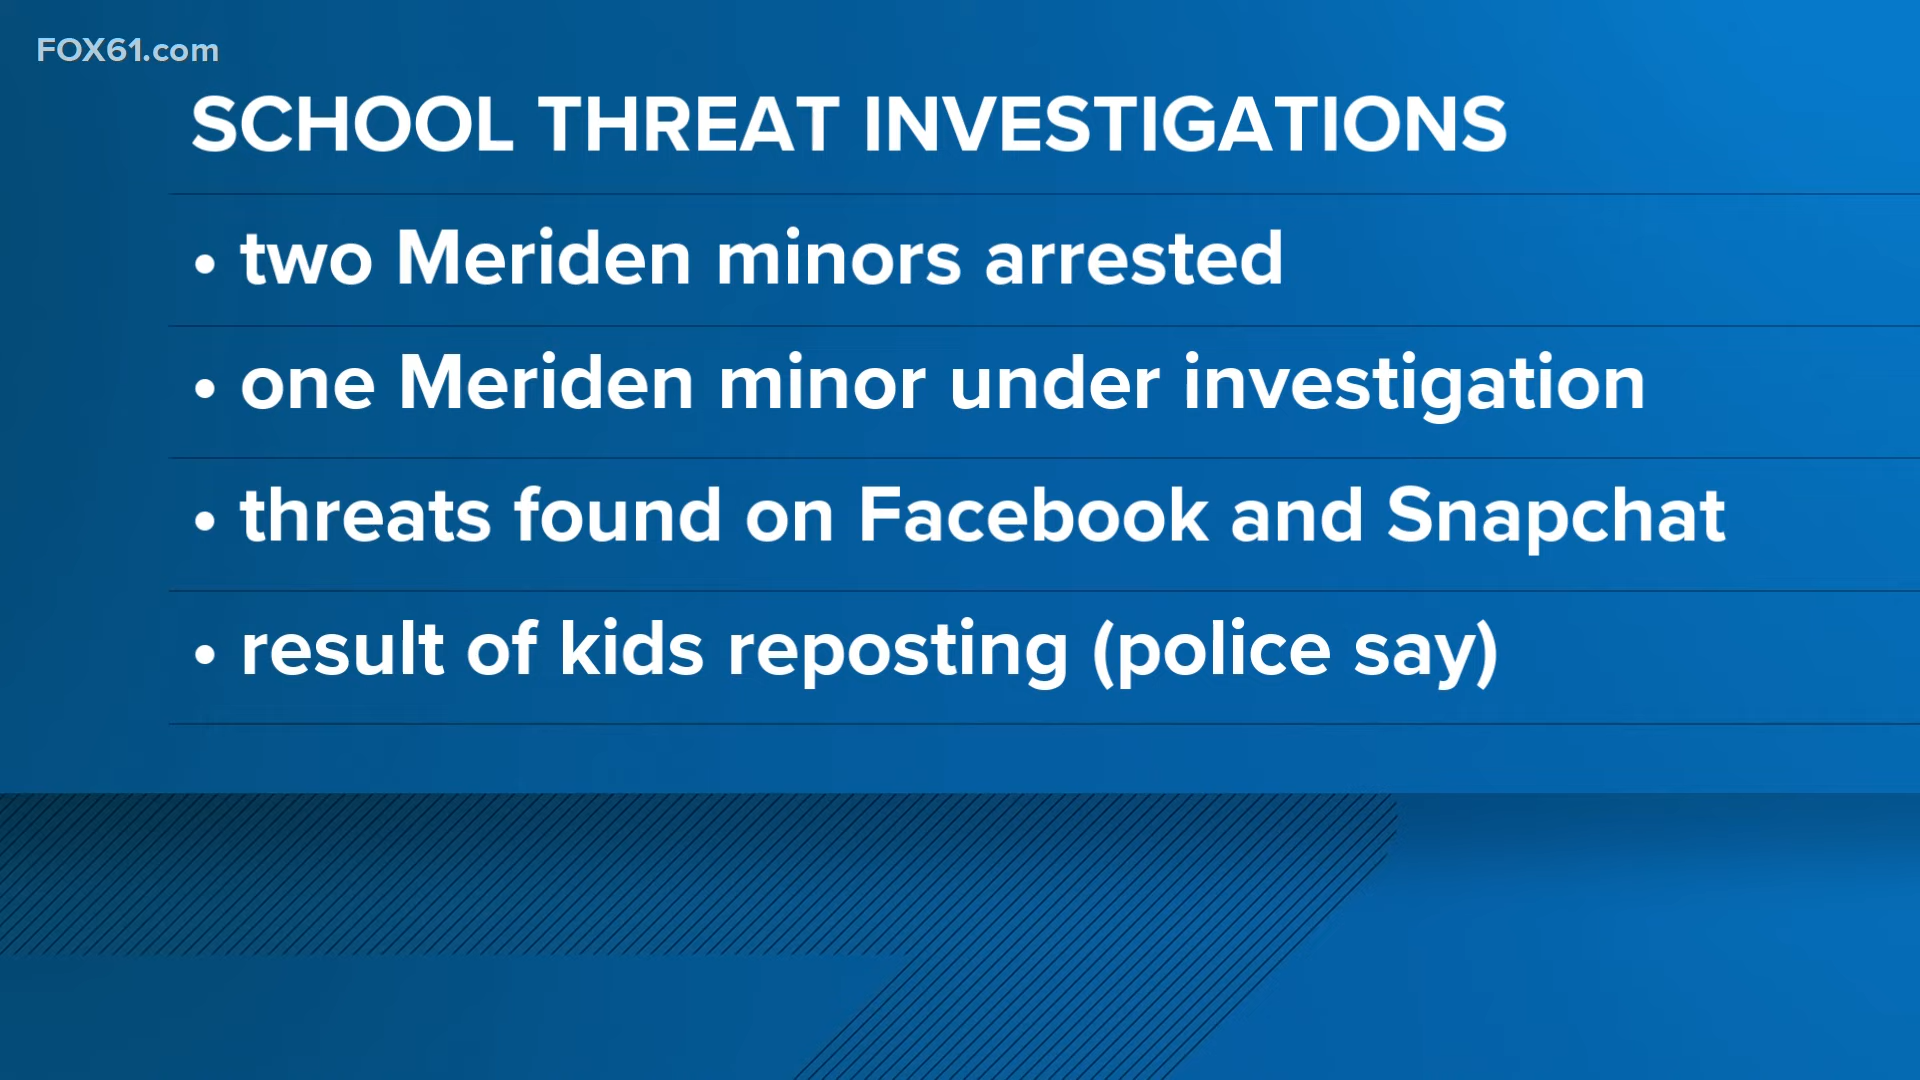 FOX61.com
SCHOOL THREAT INVESTIGATIONS
• two Meriden minors arrested
• one Meriden minor under investigation
• threats found on Facebook and Snapchat
• result of kids reposting (police say)